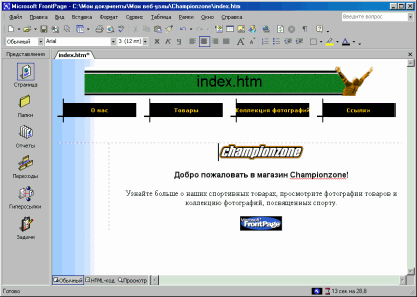 Microsoft FrontPage - C:\Мои документы\Мои веб-узлы\Championzone\index.htm
Файл Правка Вид Вставка Формат Сервис Таблица Рамки Окно Справка
Введите вопрос
Обычный Arial 3 (12 пт)
Представления index.htm*
index.htm
Страница
О нас Товары Коллекция фотографий Ссылки
Папки
Отчеты
championzone
Переходы
Добро пожаловать в магазин Championzone!
Гиперссылки
Узнайте больше о наших спортивных товарах, просмотрите фотографии товаров и
коллекцию фотографий, посвященных спорту.
Задачи
Microsoft
FrontPage
Обычный HTML-код Просмотр
Готово 13 сек на 28,8